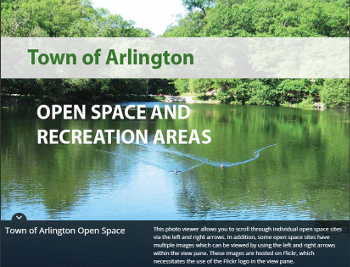 Town of Arlington
OPEN SPACE AND
RECREATION AREAS
Town of Arlington Open Space
This photo viewer allows you to scroll through individual open space sites
via the left and right arrows. In addition, some open space sites have
multiple images which can be viewed by using the left and right arrows
within the view pane. These images are hosted on Flickr, which
necessitates the use of the Flickr logo in the view pane.